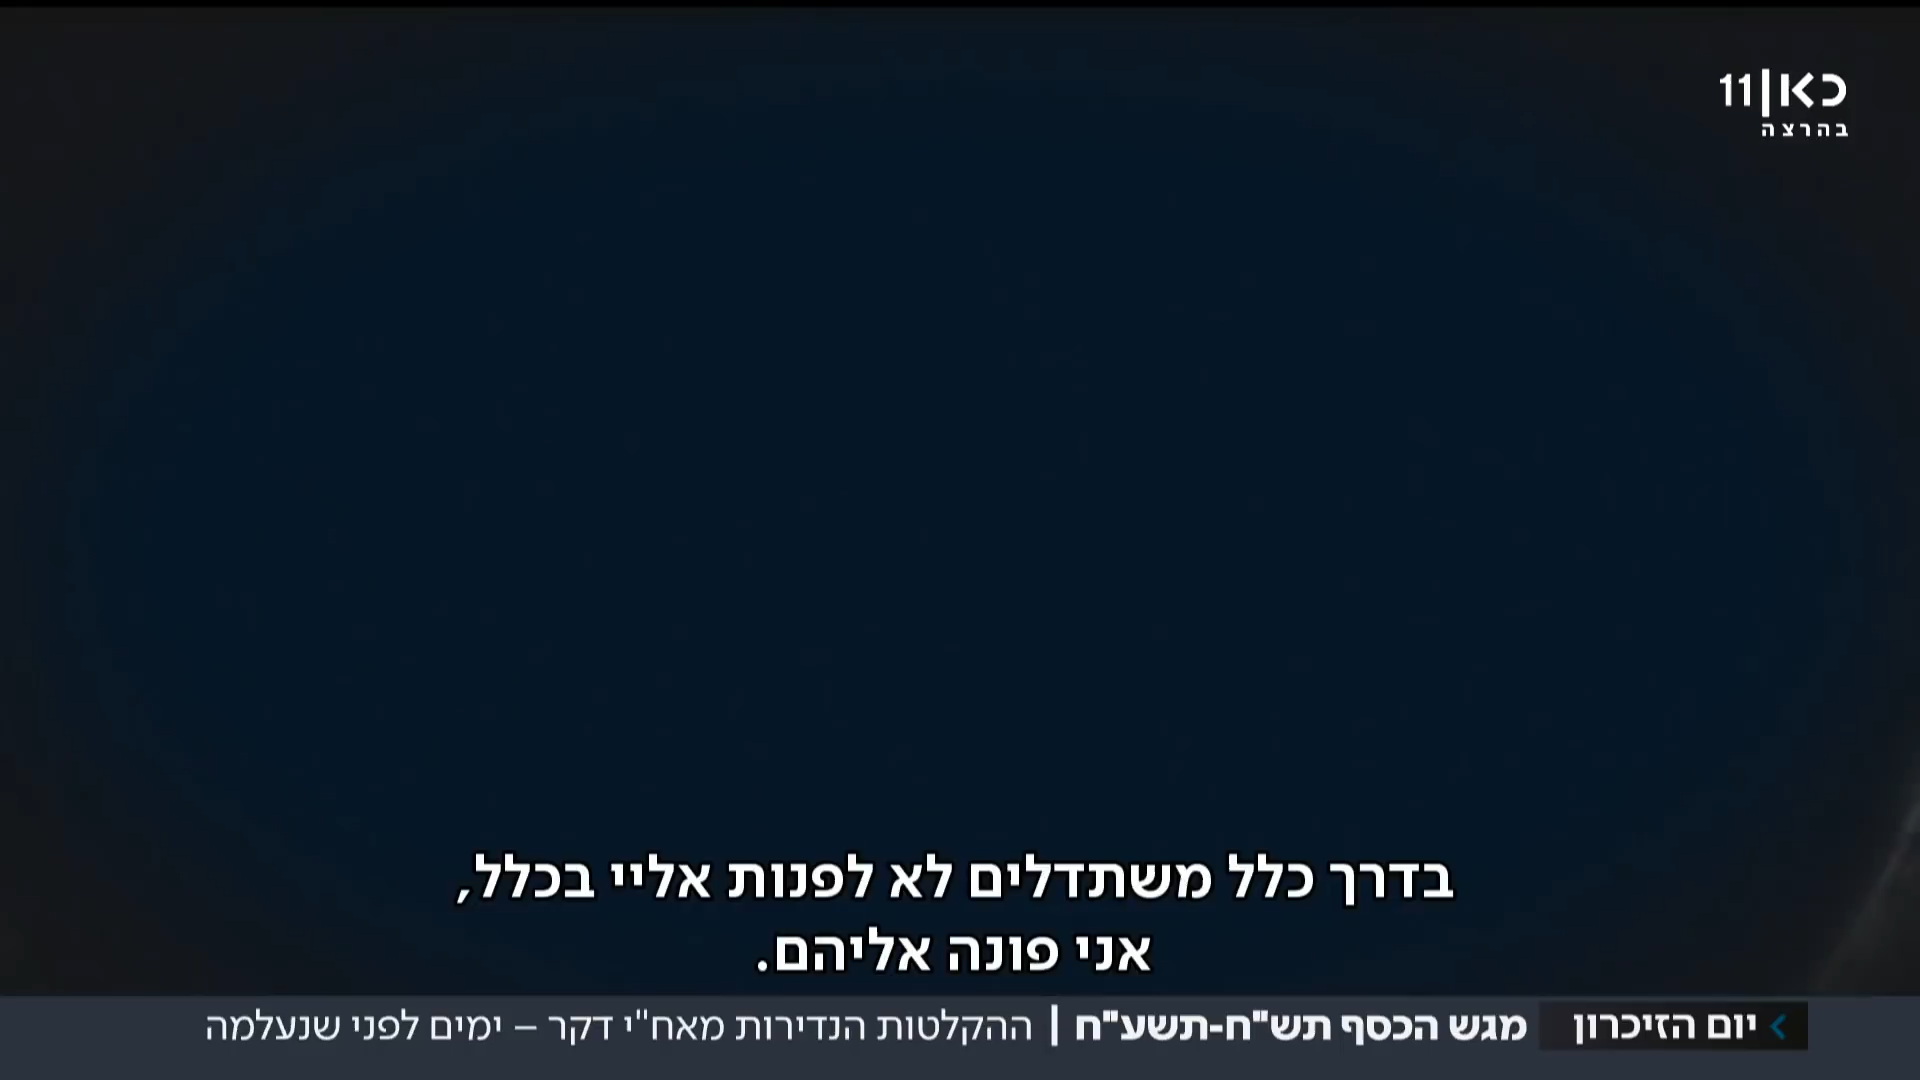 כאן|11
בהרצה
בדרך כלל משתדלים לא לפנות אליי בכלל,
אני פונה אליהם.
יום הזיכרון מגש הכסף תש"ח-תשע"ח | ההקלטות הנדירות מאח"י דקר – ימים לפני שנעלמה